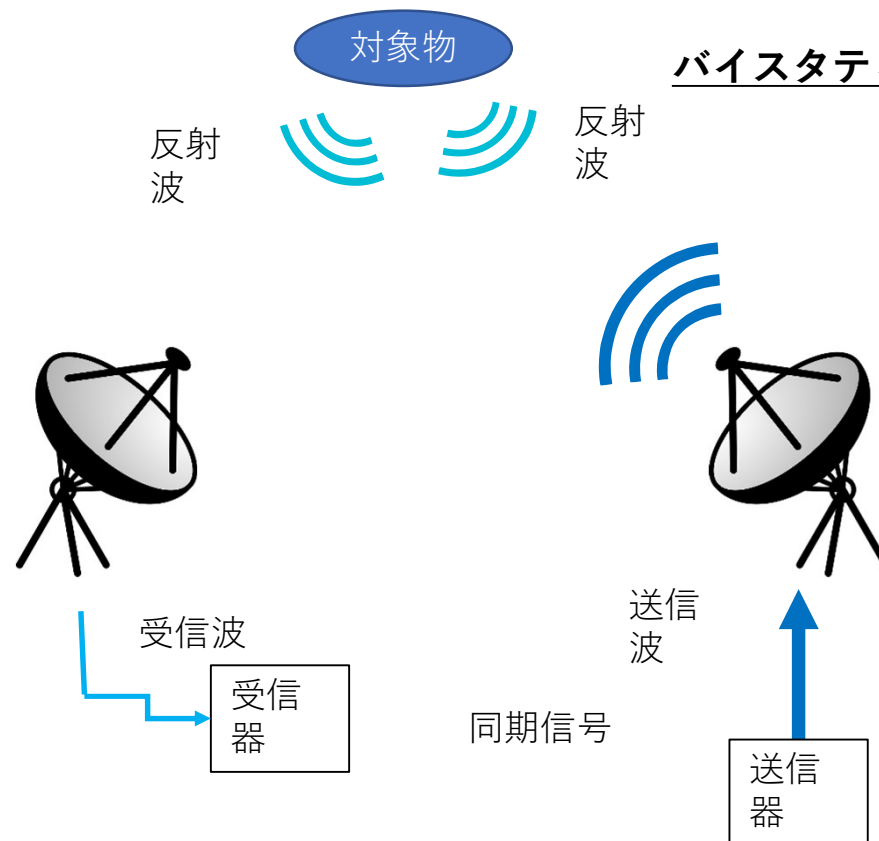 対象物
バイスタテ
反射
波
反射
波
送信
波
受信波
受信
器
同期信号
送信
器